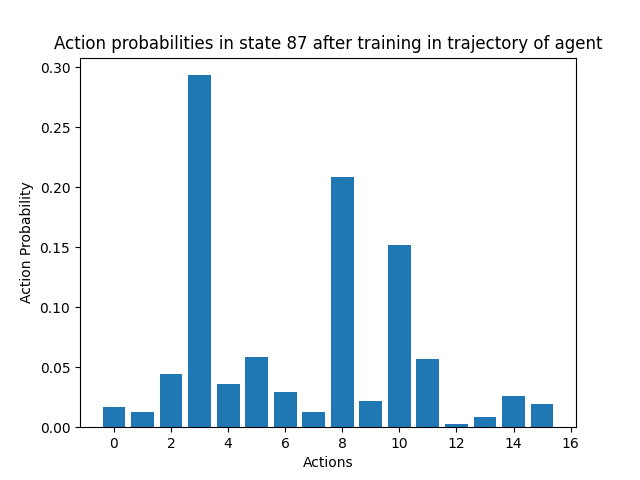 Action probabilities in state 87 after training in trajectory of agent
0.30
0.25
0.20
0.15
0.10
0.05
0.00
Action Probability
0 2 4 6 8 10 12 14 16
Actions